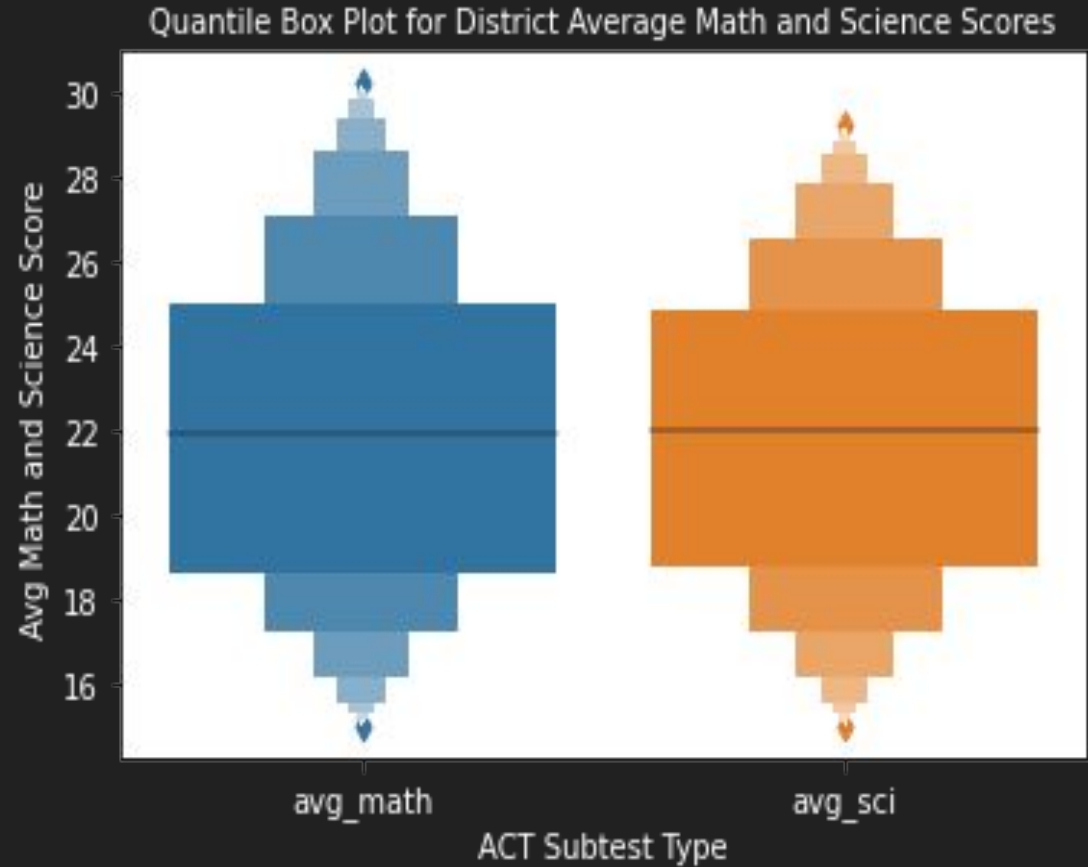 Quantile Box Plot for District Average Math and Science Scores
Avg Math and Science Score
30
28
26
24
22
20
18
16
avg_math
avg_sci
ACT Subtest Type